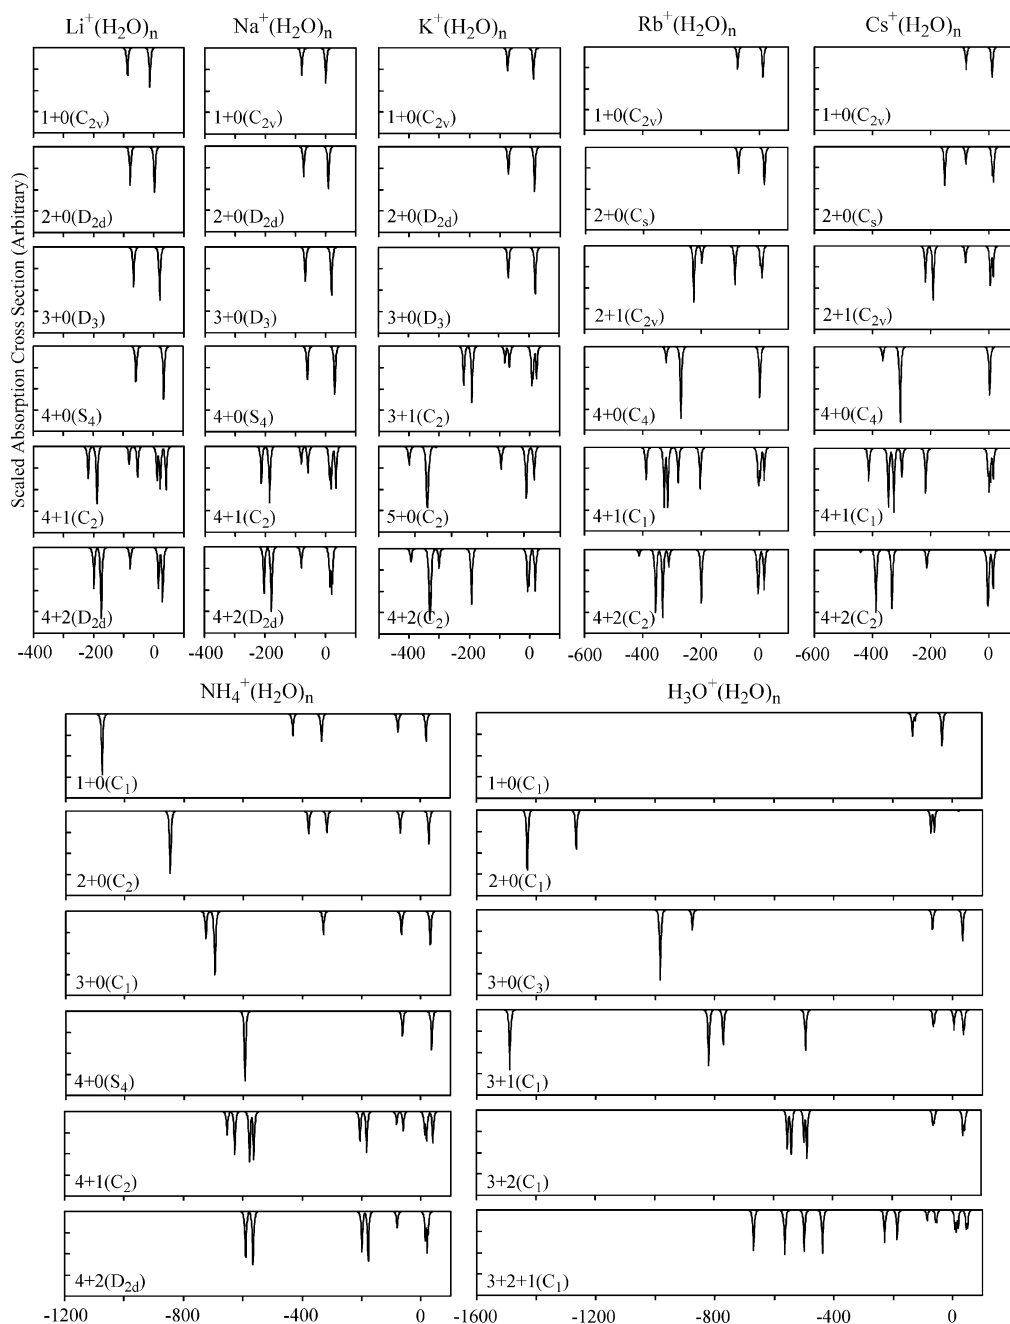 Li⁺(H₂O)ₙ Na⁺(H₂O)ₙ K⁺(H₂O)ₙ Rb⁺(H₂O)ₙ Cs⁺(H₂O)ₙ
Scaled Absorption Cross Section (Arbitrary)
1+0(C₂ᵥ) 1+0(C₂ᵥ) 1+0(C₂ᵥ) 1+0(C₂ᵥ) 1+0(C₂ᵥ)
2+0(D₂d) 2+0(D₂d) 2+0(D₂d) 2+0(Cₛ) 2+0(Cₛ)
3+0(D₃) 3+0(D₃) 3+0(D₃) 2+1(C₂ᵥ) 2+1(C₂ᵥ)
4+0(S₄) 4+0(S₄) 3+1(C₂) 4+0(C₄) 4+0(C₄)
4+1(C₂) 4+1(C₂) 5+0(C₂) 4+1(C₁) 4+1(C₁)
4+2(D₂d) 4+2(D₂d) 4+2(C₂) 4+2(C₂) 4+2(C₂)
-400 -200 0 -400 -200 0 -400 -200 0 -600 -400 -200 0 -600 -400 -200 0
NH₄⁺(H₂O)ₙ H₃O⁺(H₂O)ₙ
1+0(C₁) 1+0(C₁)
2+0(C₂) 2+0(C₁)
3+0(C₁) 3+0(C₃)
4+0(S₄) 3+1(C₁)
4+1(C₂) 3+2(C₁)
4+2(D₂d) 3+2+1(C₁)
-1200 -800 -400 0 -1600 -1200 -800 -400 0